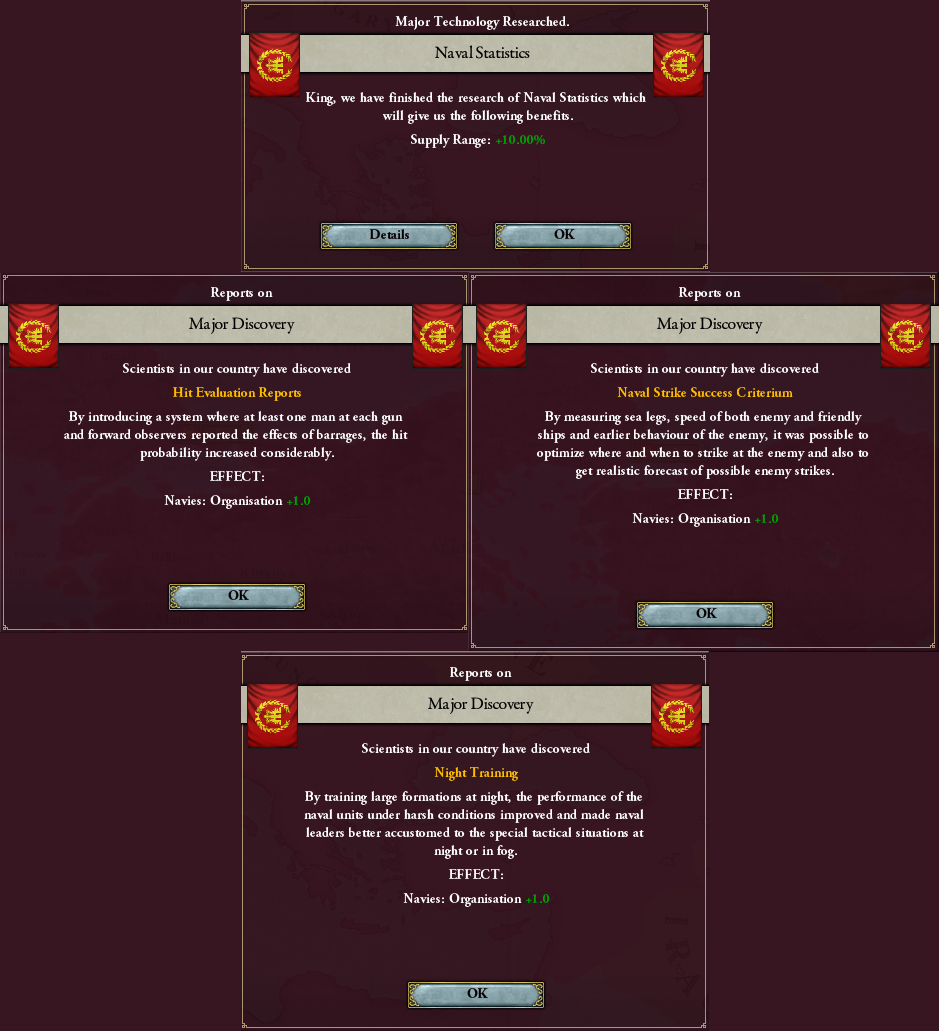 Major Technology Researched.
Naval Statistics
King, we have finished the research of Naval Statistics which
will give us the following benefits.
Supply Range: +10.00%
Details
OK
Reports on
Major Discovery
Scientists in our country have discovered
Hit Evaluation Reports
By introducing a system where at least one man at each gun
and forward observers reported the effects of barrages, the hit
probability increased considerably.
EFFECT:
Navies: Organisation +1.0
OK
Reports on
Major Discovery
Scientists in our country have discovered
Naval Strike Success Criterium
By measuring sea legs, speed of both enemy and friendly
ships and earlier behaviour of the enemy, it was possible to
optimize where and when to strike at the enemy and also to
get realistic forecast of possible enemy strikes.
EFFECT:
Navies: Organisation +1.0
OK
Reports on
Major Discovery
Scientists in our country have discovered
Night Training
By training large formations at night, the performance of the
naval units under harsh conditions improved and made naval
leaders better accustomed to the special tactical situations at
night or in fog.
EFFECT:
Navies: Organisation +1.0
OK